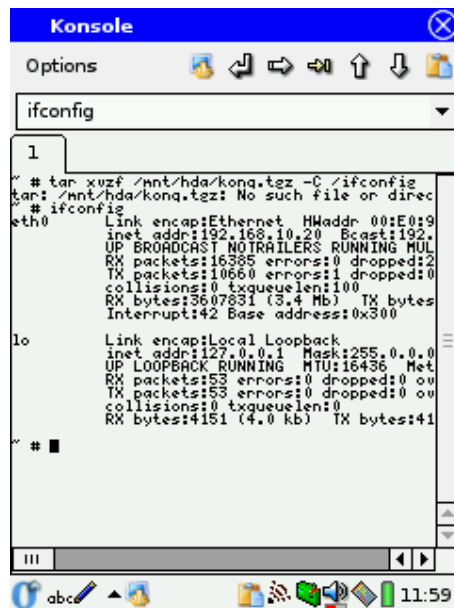 Konsole
Options
ifconfig
1
~ # tar xvzf /mnt/hda/konq.tgz -C /ifconfig
tar: /mnt/hda/konq.tgz: No such file or direc
~ # ifconfig
eth0 Link encap:Ethernet HWaddr 00:E0:9
inet addr:192.168.10.20 Bcast:192.
UP BROADCAST NOTRAILERS RUNNING MUL
RX packets:16385 errors:0 dropped:2
TX packets:10660 errors:1 dropped:0
collisions:0 txqueuelen:100
RX bytes:3607831 (3.4 Mb) TX bytes
Interrupt:42 Base address:0x300
lo Link encap:Local Loopback
inet addr:127.0.0.1 Mask:255.0.0.0
UP LOOPBACK RUNNING MTU:16436 Met
RX packets:53 errors:0 dropped:0 ov
TX packets:53 errors:0 dropped:0 ov
collisions:0 txqueuelen:0
RX bytes:4151 (4.0 kb) TX bytes:41
~ #
abc 11:59